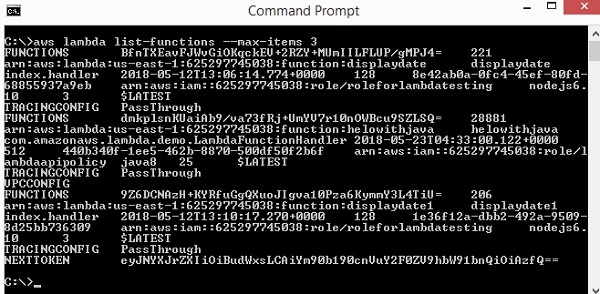 Command Prompt
C:\>aws lambda list-functions --max-items 3
FUNCTIONS BfnTXEavFJWvGiOKqckEV+2RZY+MUmIILFLUP/gMPJ4= 221
arn:aws:lambda:us-east-1:625297745038:function:displaydate displaydate
index.handler 2018-05-12T13:06:14.774+0000 128 8e42ab0a-0fc4-45ef-80fd-
68855937a9eb arn:aws:iam::625297745038:role/roleforlambdatesting nodejs6.
10 3 $LATEST
TRACINGCONFIG PassThrough
FUNCTIONS dmkplsnKUaiAb9/va73fRj+UmYV7r10nOWBcu9SZLSQ= 28881
arn:aws:lambda:us-east-1:625297745038:function:helowithjava helowithjava
com.amazonaws.lambda.demo.LambdaFunctionHandler 2018-05-23T04:33:00.122+0000
512 440b340f-1ee5-462b-8870-500df50f2b6f arn:aws:iam::625297745038:role/l
ambdaapipolicy java8 25 $LATEST
TRACINGCONFIG PassThrough
VPCCONFIG
FUNCTIONS 9Z6DCNAzH+KYRfuGgQXuoJIgva10Pza6KymmY3L4TiU= 206
arn:aws:lambda:us-east-1:625297745038:function:displaydate1 displaydate1
index.handler 2018-05-12T13:10:17.270+0000 128 1e36f12a-dbb2-492a-9509-
8d25bb736309 arn:aws:iam::625297745038:role/roleforlambdatesting nodejs6.
10 3 $LATEST
TRACINGCONFIG PassThrough
NEXTTOKEN eyJNYXJrZXIiOiBudWxsLCAiYm90b190cnVuY2F0ZV9hbW91bnQiOiAzfQ==
C:\>_